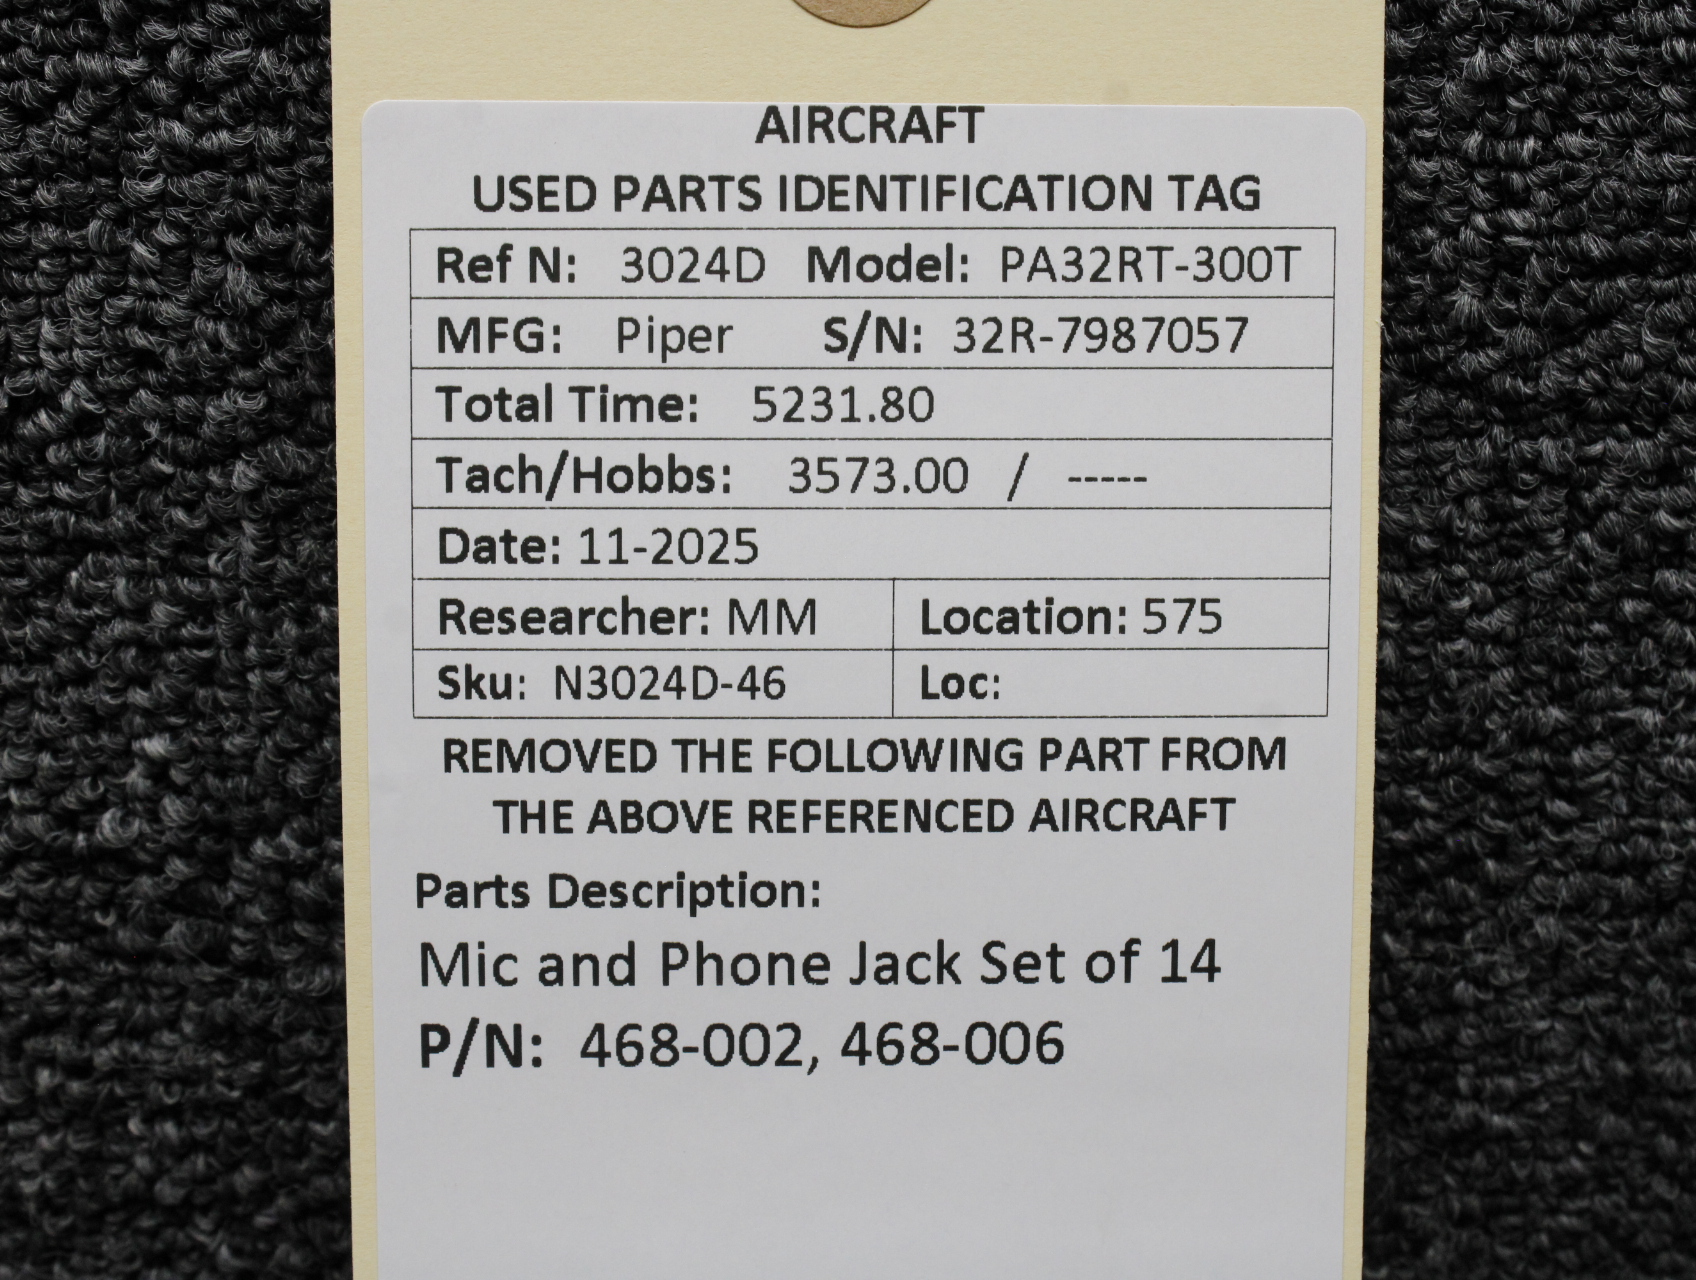 AIRCRAFT
USED PARTS IDENTIFICATION TAG
Ref N: 3024D Model: PA32RT-300T
MFG: Piper S/N: 32R-7987057
Total Time: 5231.80
Tach/Hobbs: 3573.00 / -----
Date: 11-2025
Researcher: MM Location: 575
Sku: N3024D-46 Loc:
REMOVED THE FOLLOWING PART FROM
THE ABOVE REFERENCED AIRCRAFT
Parts Description:
Mic and Phone Jack Set of 14
P/N: 468-002, 468-006